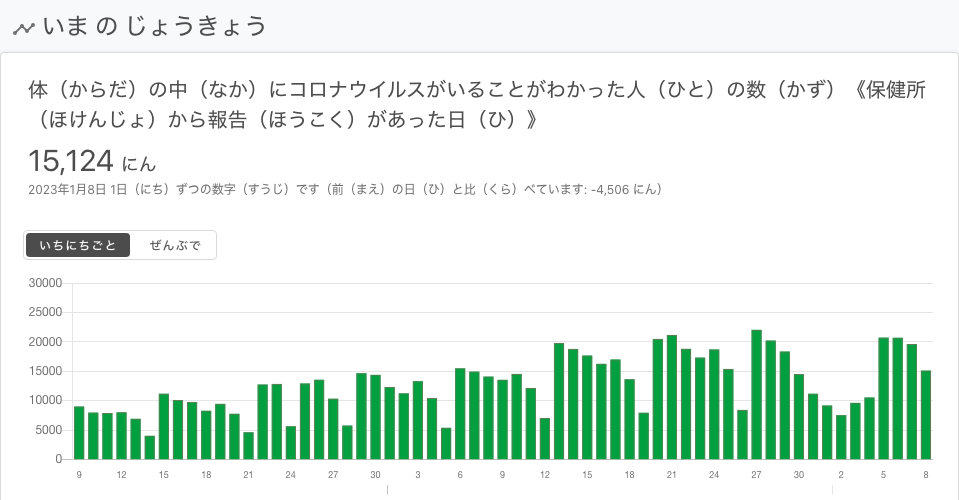 いま の じょうきょう
体（からだ）の中（なか）にコロナウイルスがいることがわかった人（ひと）の数（かず）《保健所
（ほけんじょ）から報告（ほうこく）があった日（ひ）》
15,124 にん
2023年1月8日 1日（にち）ずつの数字（すうじ）です（前（まえ）の日（ひ）と比（くら）べています: -4,506 にん）
いちにちごと ぜんぶで
30000
25000
20000
15000
10000
5000
0
9 12 15 18 21 24 27 30 3 6 9 12 15 18 21 24 27 30 2 5 8